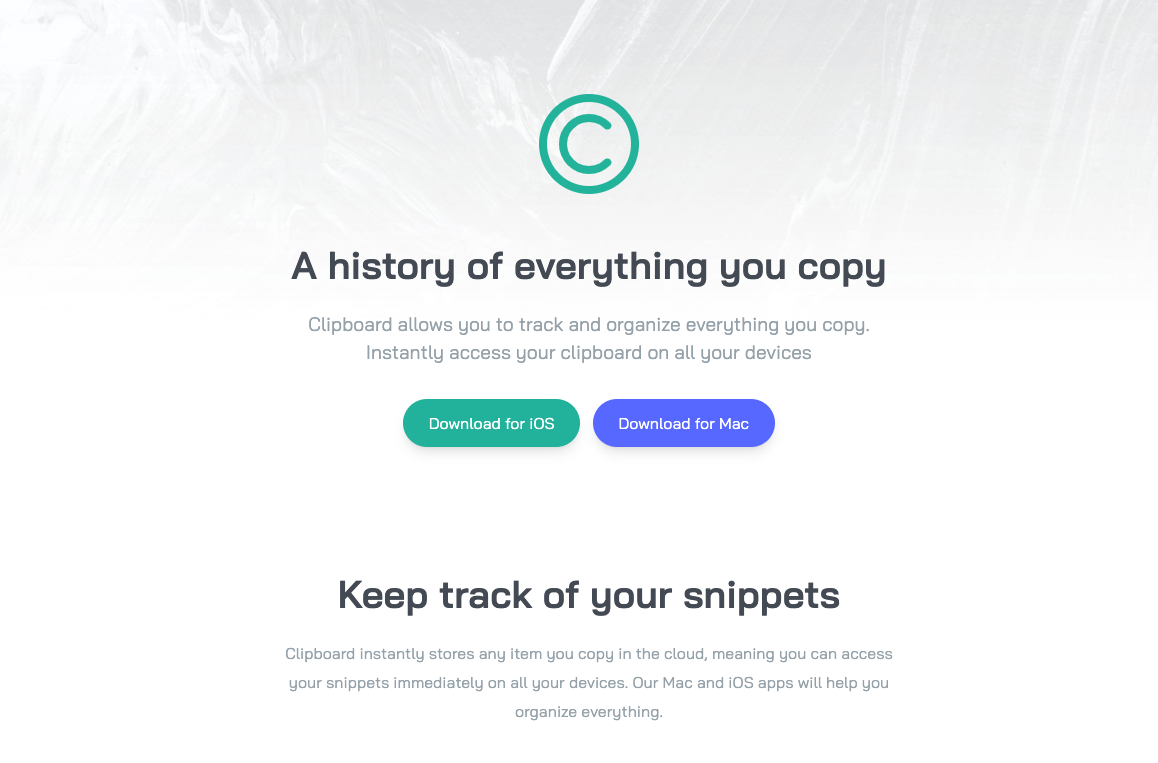 A history of everything you copy
Clipboard allows you to track and organize everything you copy.
Instantly access your clipboard on all your devices
Download for iOS
Download for Mac
Keep track of your snippets
Clipboard instantly stores any item you copy in the cloud, meaning you can access
your snippets immediately on all your devices. Our Mac and iOS apps will help you
organize everything.